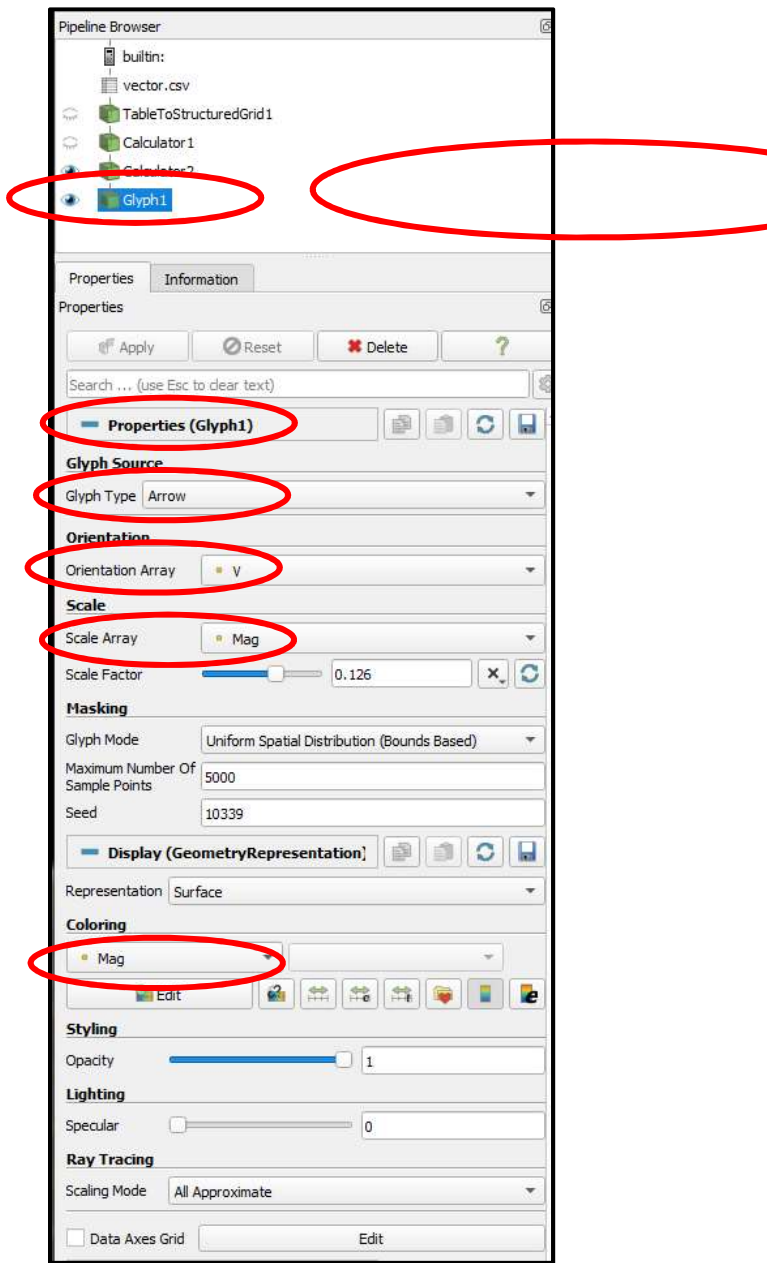 Pipeline Browser
builtin:
vector.csv
TableToStructuredGrid1
Calculator1
Calculator2
Glyph1
Properties Information
Properties
Apply Reset Delete ?
Search ... (use Esc to clear text)
Properties (Glyph1)
Glyph Source
Glyph Type Arrow
Orientation
Orientation Array V
Scale
Scale Array Mag
Scale Factor 0.126
Masking
Glyph Mode Uniform Spatial Distribution (Bounds Based)
Maximum Number Of
Sample Points 5000
Seed 10339
Display (GeometryRepresentation)
Representation Surface
Coloring
Mag
Edit
Styling
Opacity 1
Lighting
Specular 0
Ray Tracing
Scaling Mode All Approximate
Data Axes Grid Edit